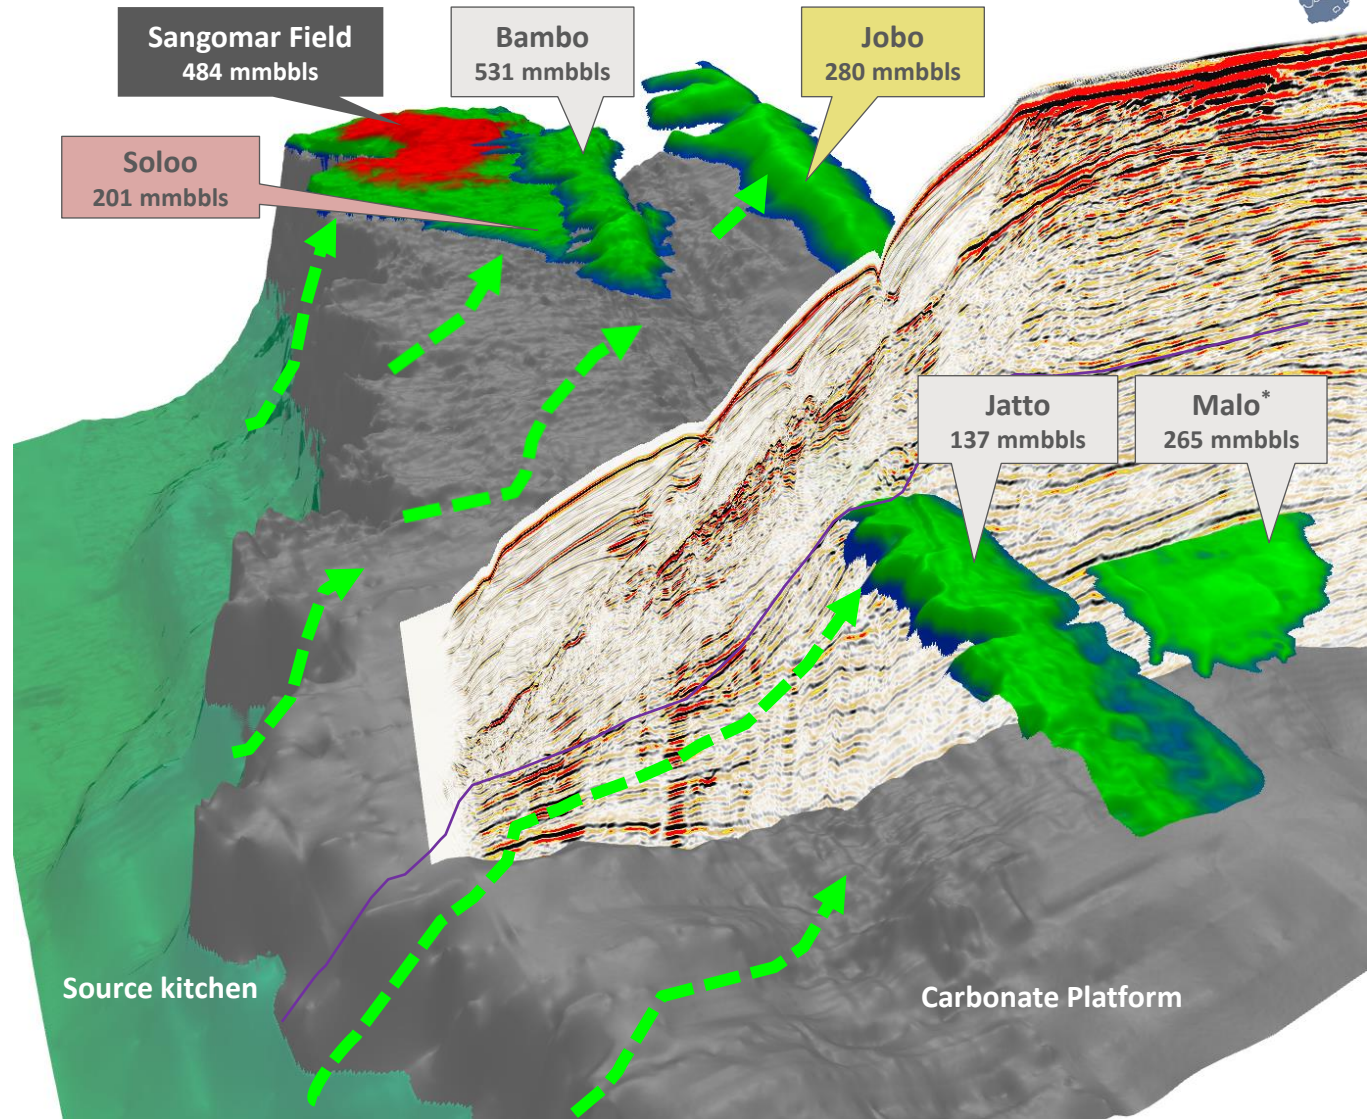 Sangomar Field
484 mmbbls
Bambo
531 mmbbls
Jobo
280 mmbbls
Soloo
201 mmbbls
Jatto
137 mmbbls
Malo*
265 mmbbls
Source kitchen
Carbonate Platform